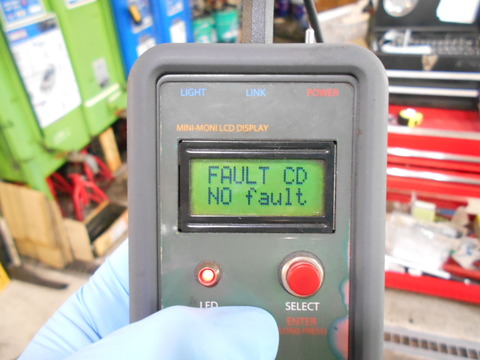 LIGHT LINK POWER
MINI-MONI LCD DISPLAY
FAULT CD
NO fault
LED SELECT
ENTER